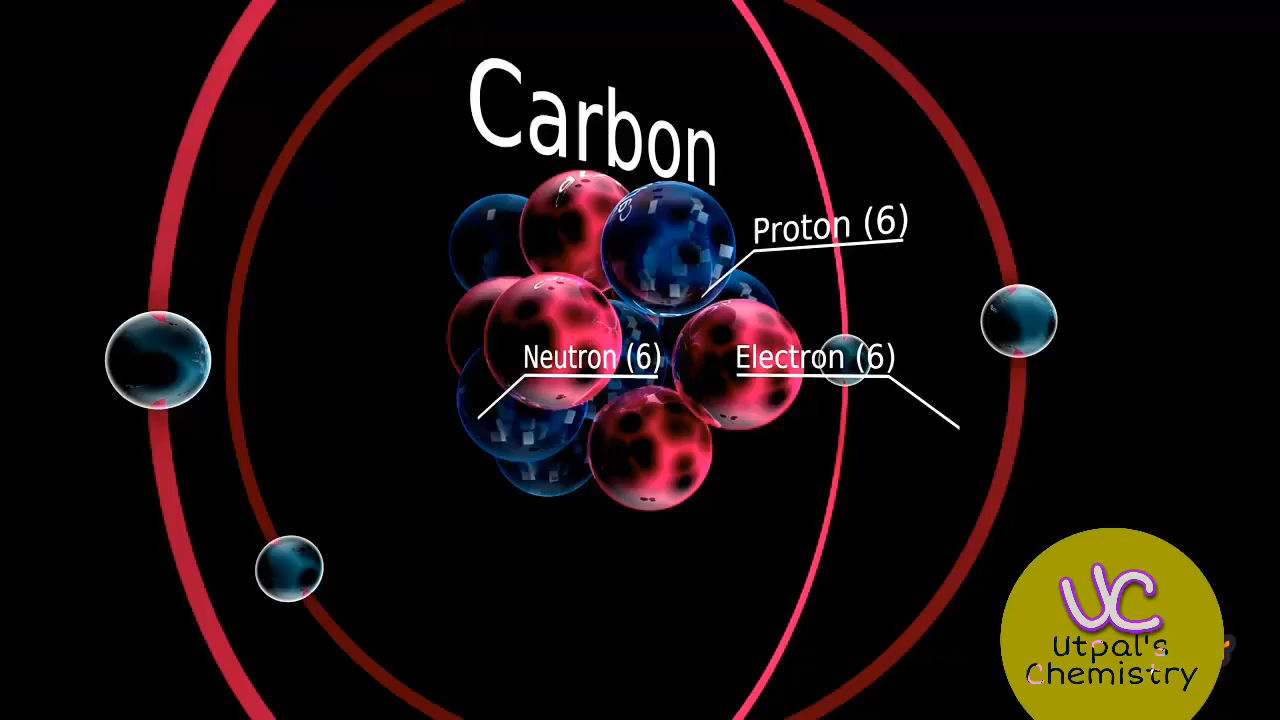 Carbon
Proton (6)
Neutron (6)
Electron (6)
UC
Utpal's
Chemistry